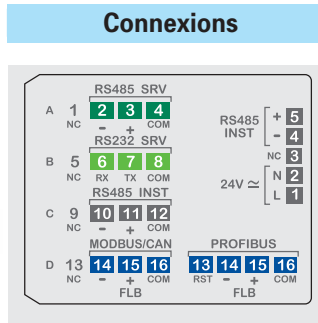 Connexions
RS485 SRV
A 1 2 3 4
NC - + COM
RS232 SRV
B 5 6 7 8
NC RX TX COM
RS485 INST
C 9 10 11 12
NC - + COM
MODBUS/CAN
D 13 14 15 16
NC - + COM
FLB
RS485 INST
+ 5
- 4
NC 3
24V ≃
N 2
L 1
PROFIBUS
13 14 15 16
RST - + COM
FLB